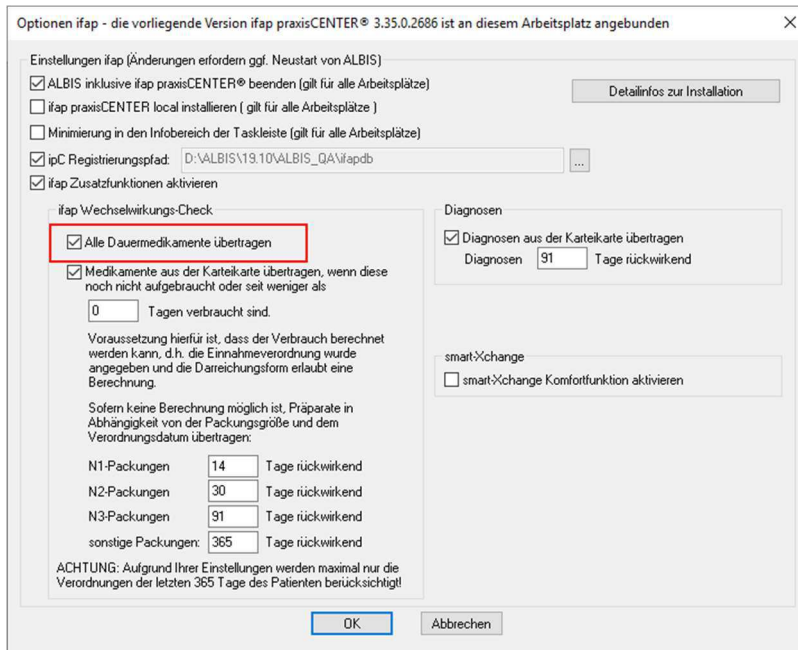 Optionen ifap - die vorliegende Version ifap praxisCENTER® 3.35.0.2686 ist an diesem Arbeitsplatz angebunden
Einstellungen ifap (Änderungen erfordern ggf. Neustart von ALBIS)
ALBIS inklusive ifap praxisCENTER® beenden (gilt für alle Arbeitsplätze)
Detailinfos zur Installation
ifap praxisCENTER local installieren ( gilt für alle Arbeitsplätze )
Minimierung in den Infobereich der Taskleiste (gilt für alle Arbeitsplätze)
ipC Registrierungspfad: D:\ALBIS\19.10\ALBIS_QA\ifapdb ...
ifap Zusatzfunktionen aktivieren
ifap Wechselwirkungs-Check
Alle Dauermedikamente übertragen
Medikamente aus der Karteikarte übertragen, wenn diese
noch nicht aufgebraucht oder seit weniger als
0 Tagen verbraucht sind.
Voraussetzung hierfür ist, dass der Verbrauch berechnet
werden kann, d.h. die Einnahmeverordnung wurde
angegeben und die Darreichungsform erlaubt eine
Berechnung.
Sofern keine Berechnung möglich ist, Präparate in
Abhängigkeit von der Packungsgröße und dem
Verordnungsdatum übertragen:
N1-Packungen 14 Tage rückwirkend
N2-Packungen 30 Tage rückwirkend
N3-Packungen 91 Tage rückwirkend
sonstige Packungen: 365 Tage rückwirkend
ACHTUNG: Aufgrund Ihrer Einstellungen werden maximal nur die
Verordnungen der letzten 365 Tage des Patienten berücksichtigt!
Diagnosen
Diagnosen aus der Karteikarte übertragen
Diagnosen 91 Tage rückwirkend
smart-Xchange
smart-Xchange Komfortfunktion aktivieren
OK
Abbrechen